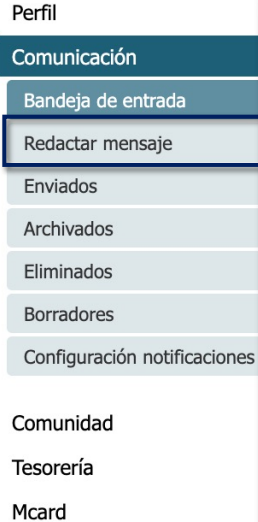 Perfil
Comunicación
Bandeja de entrada
Redactar mensaje
Enviados
Archivados
Eliminados
Borradores
Configuración notificaciones
Comunidad
Tesorería
Mcard